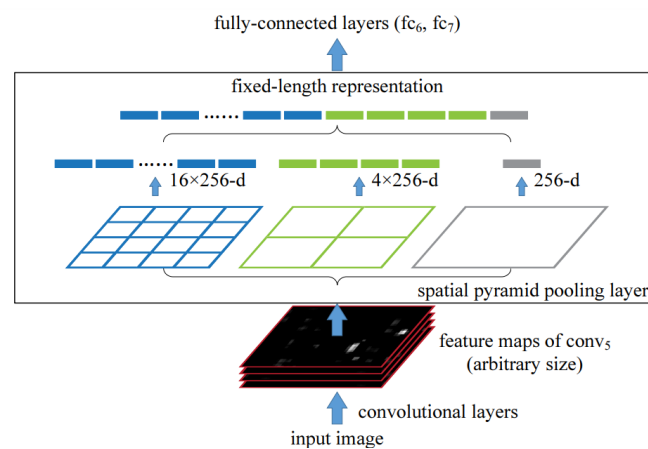 fully-connected layers (fc6, fc7)
fixed-length representation
......
......
16×256-d
4×256-d
256-d
spatial pyramid pooling layer
feature maps of conv5
(arbitrary size)
convolutional layers
input image